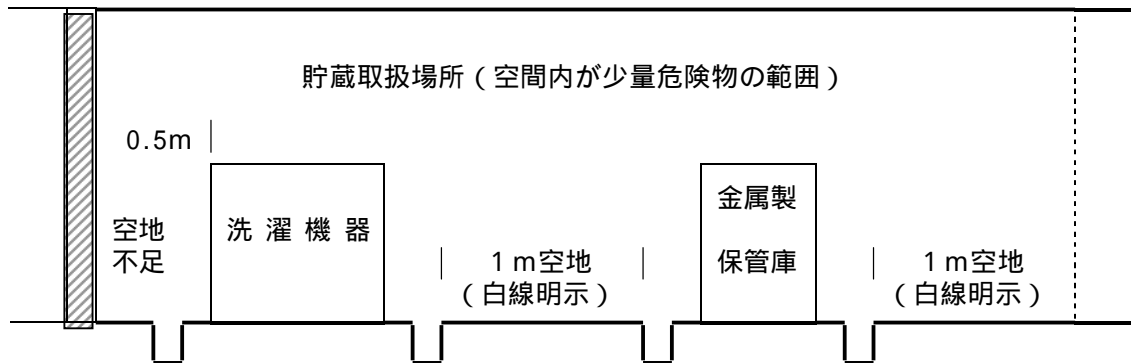 貯蔵取扱場所(空間内が少量危険物の範囲)
0.5m
空地
不足
洗濯機器
1m空地
(白線明示)
金属製
保管庫
1m空地
(白線明示)